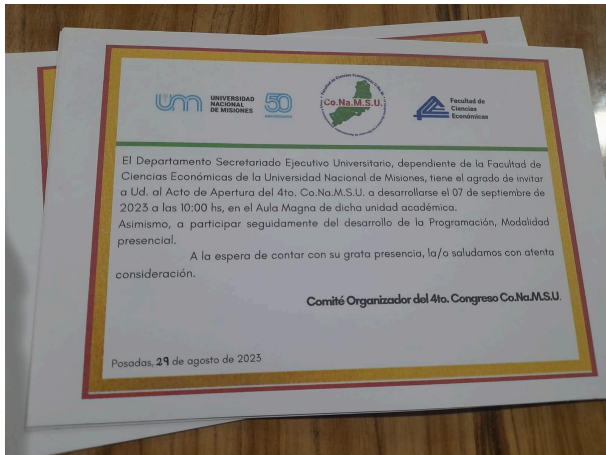 UNIVERSIDAD
NACIONAL
DE MISIONES
50
ANIVERSARIO
Co.Na.M.S.U.
Facultad de
Ciencias
Económicas
El Departamento Secretariado Ejecutivo Universitario, dependiente de la Facultad de
Ciencias Económicas de la Universidad Nacional de Misiones, tiene el agrado de invitar
a Ud. al Acto de Apertura del 4to. Co.Na.M.S.U. a desarrollarse el 07 de septiembre de
2023 a las 10:00 hs, en el Aula Magna de dicha unidad académica.
Asimismo, a participar seguidamente del desarrollo de la Programación, Modalidad
presencial.
A la espera de contar con su grata presencia, la/o saludamos con atenta
consideración.
Comité Organizador del 4to. Congreso Co.Na.M.S.U.
Posadas, 29 de agosto de 2023